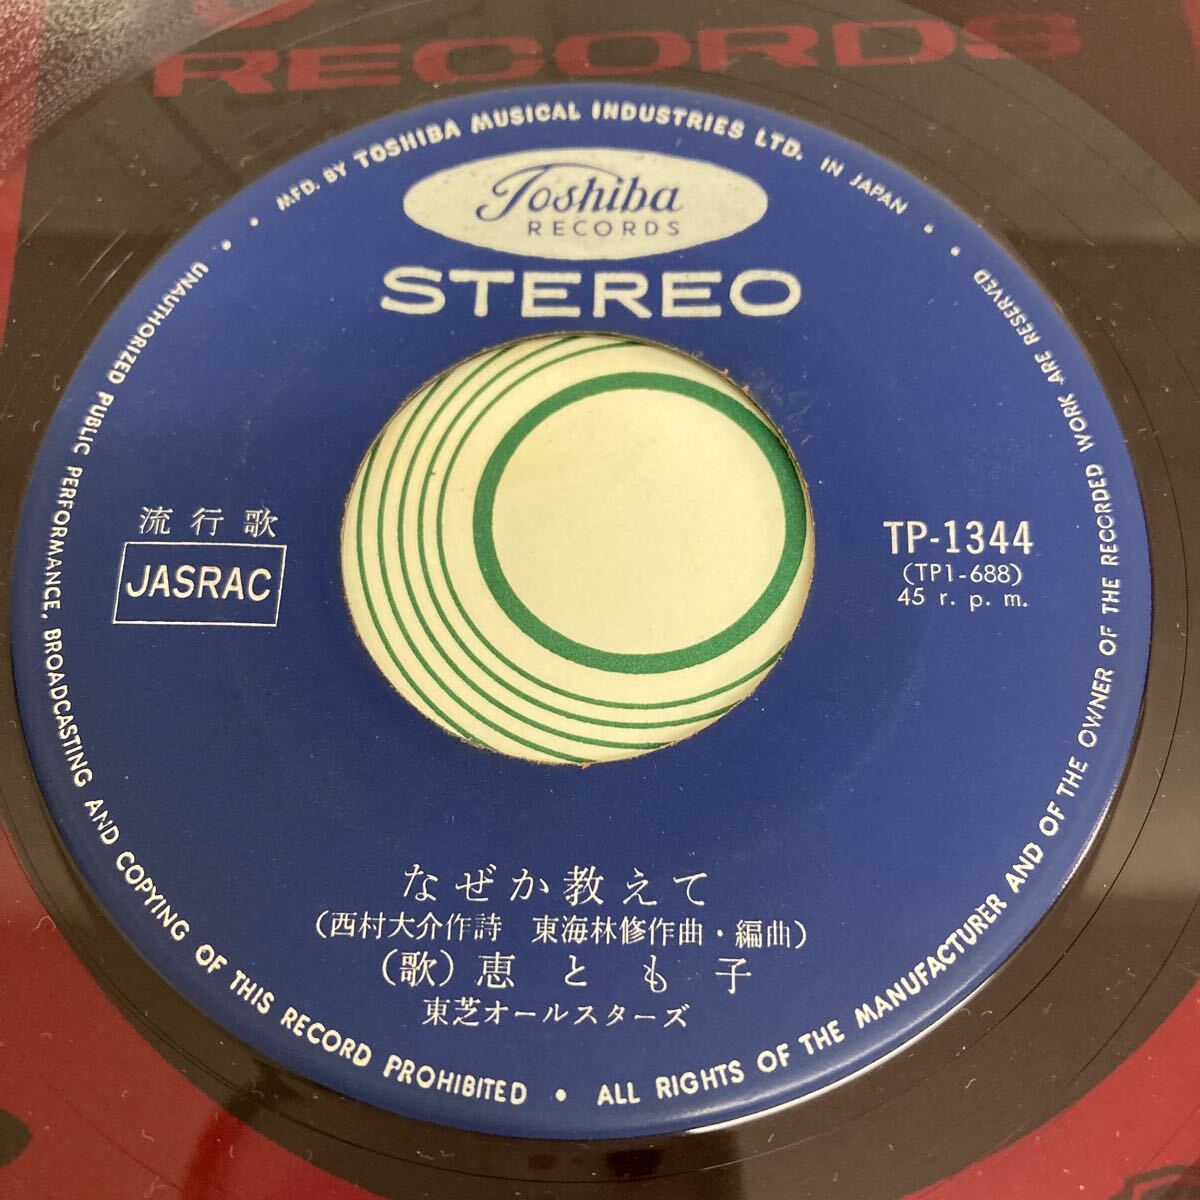 RECORDS
MFD. BY TOSHIBA MUSICAL INDUSTRIES LTD. IN JAPAN
Toshiba
RECORDS
STEREO
流行歌
JASRAC
TP-1344
(TP1-688)
45 r. p. m.
なぜか教えて
(西村大介作詩 東海林修作曲・編曲)
(歌) 恵とも子
東芝オールスターズ
UNAUTHORIZED PUBLIC PERFORMANCE, BROADCASTING AND COPYING OF THIS RECORD PROHIBITED • ALL RIGHTS OF THE MANUFACTURER AND OF THE OWNER OF THE RECORDED WORK ARE RESERVED